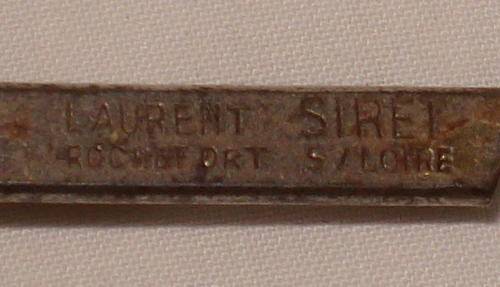 LAURENT SIRET
ROCHEFORT S/LOIRE